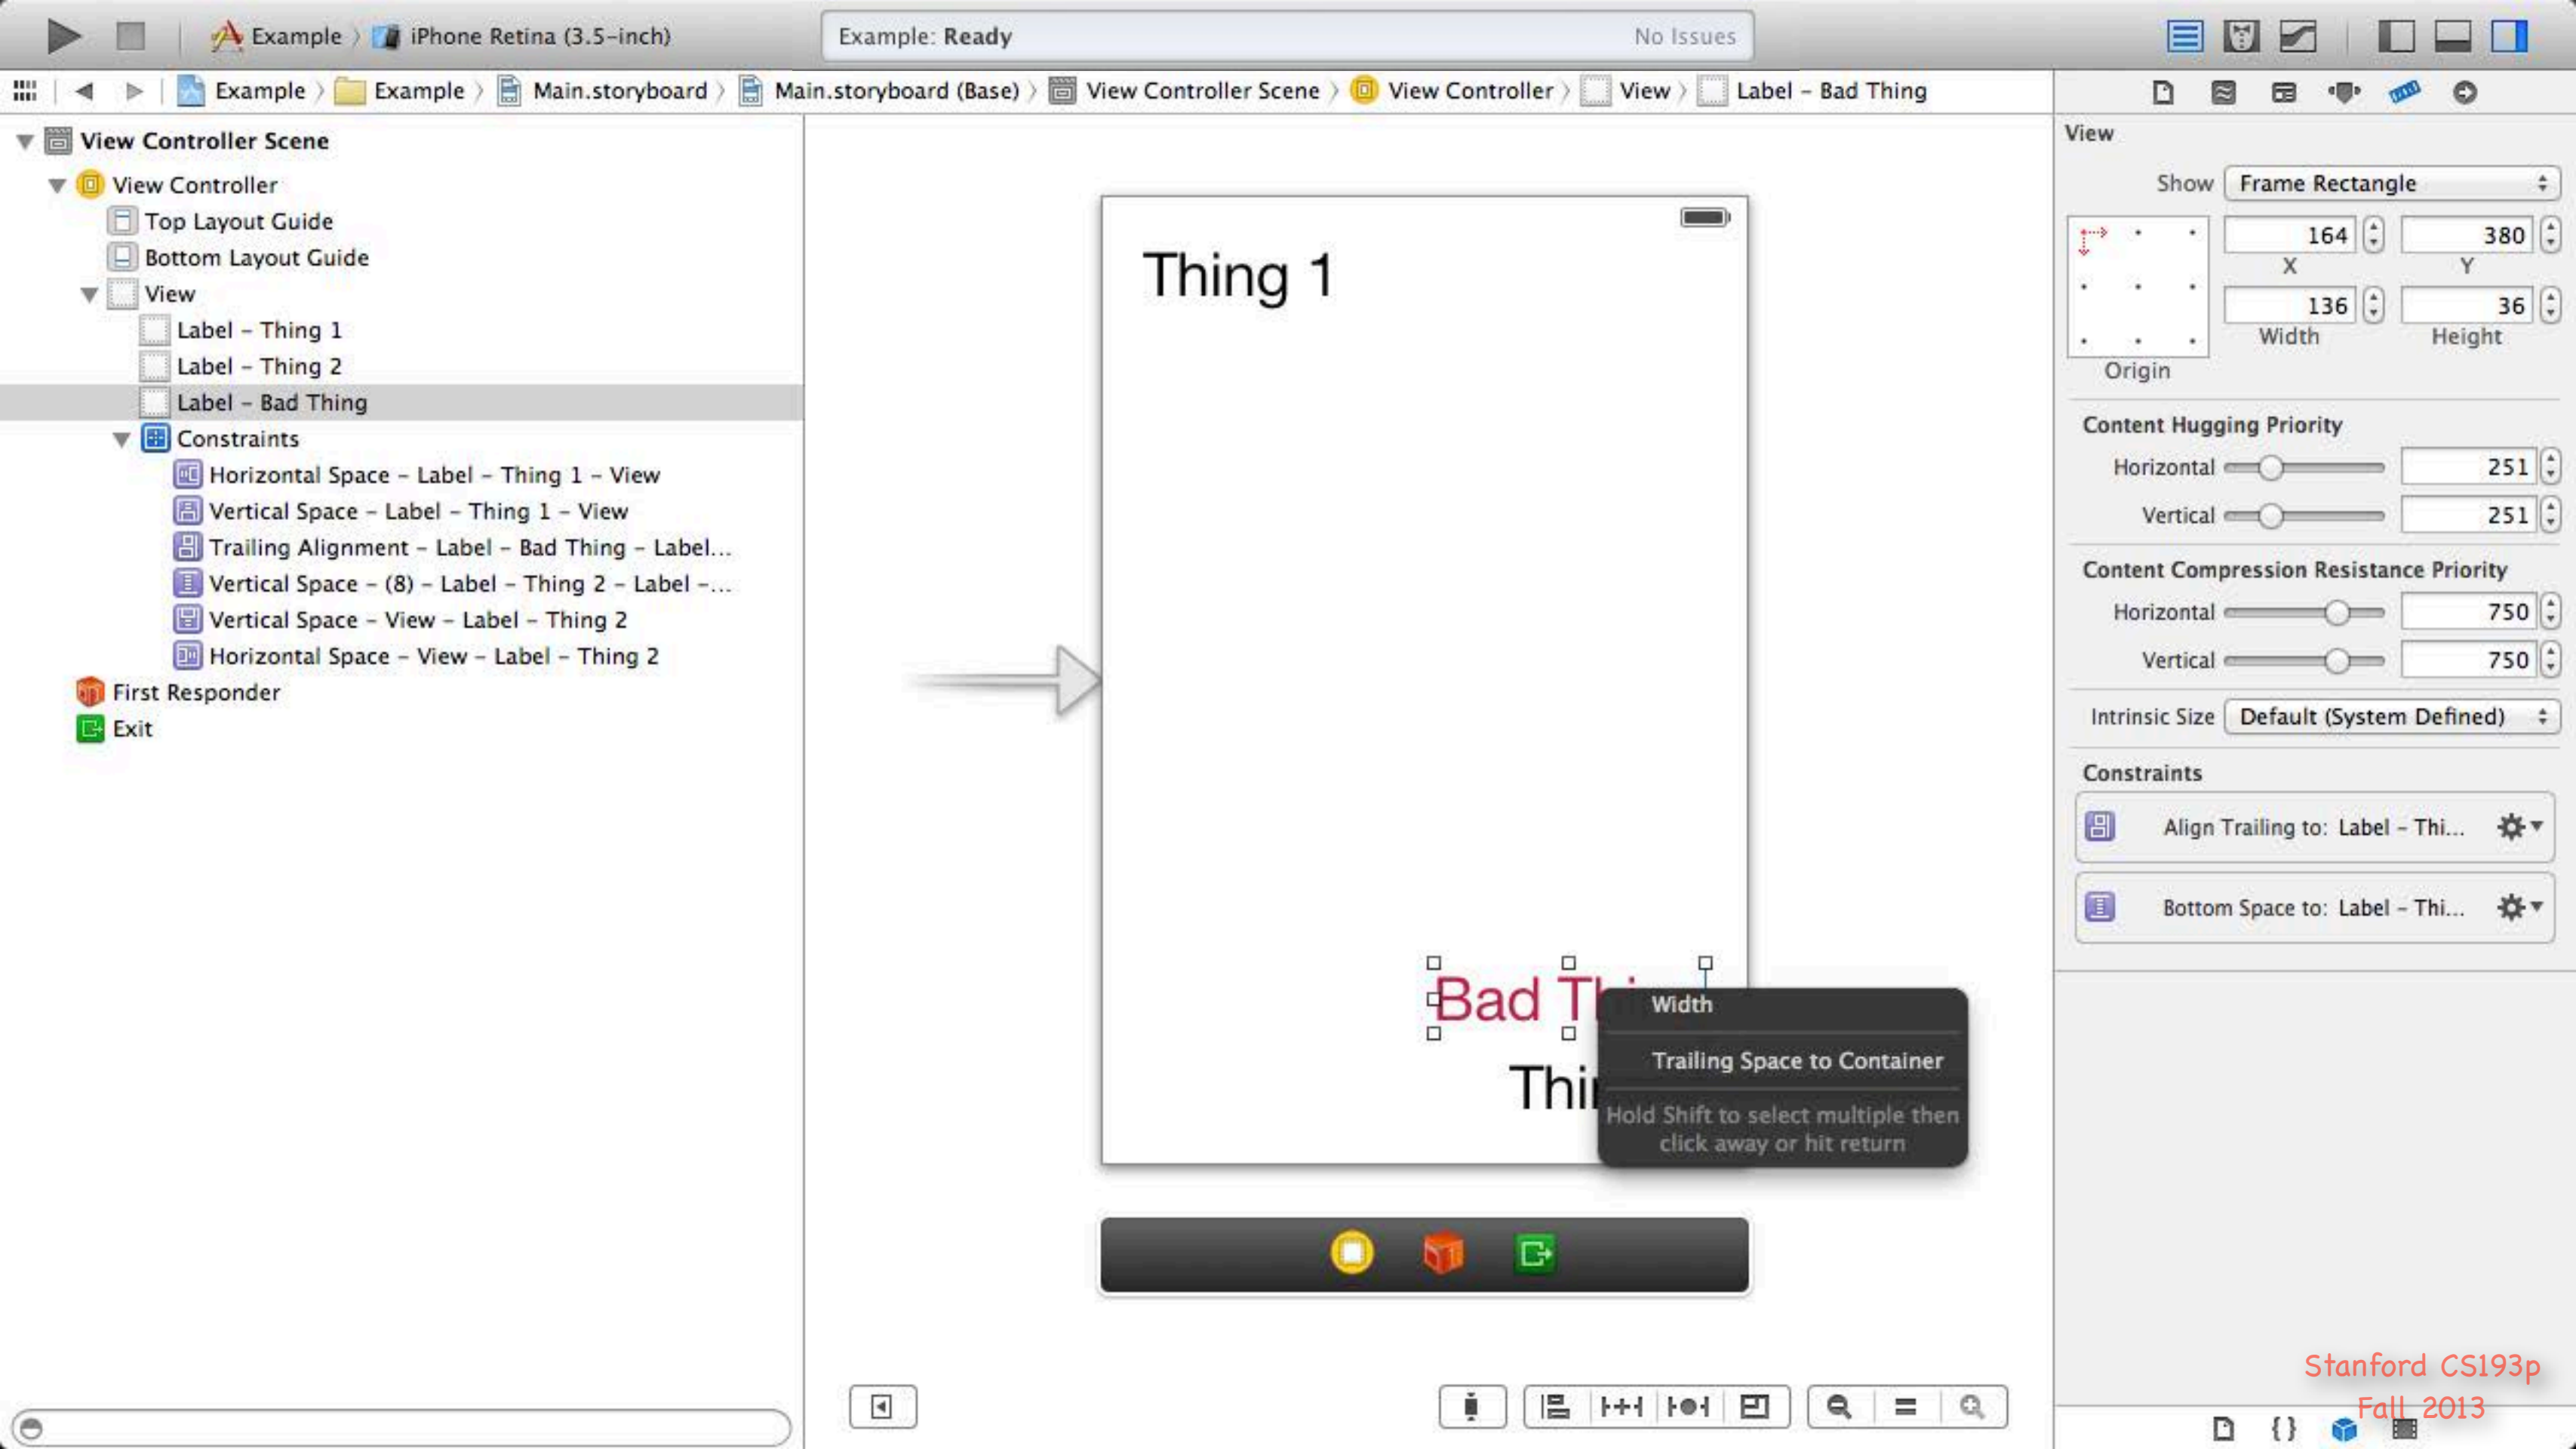 Example
iPhone Retina (3.5-inch)
Example: Ready
No Issues
Example
Example
Main.storyboard
Main.storyboard (Base)
View Controller Scene
View Controller
View
Label - Bad Thing
View Controller Scene
View Controller
Top Layout Guide
Bottom Layout Guide
View
Label - Thing 1
Label - Thing 2
Label - Bad Thing
Constraints
Horizontal Space - Label - Thing 1 - View
Vertical Space - Label - Thing 1 - View
Trailing Alignment - Label - Bad Thing - Label...
Vertical Space - (8) - Label - Thing 2 - Label -...
Vertical Space - View - Label - Thing 2
Horizontal Space - View - Label - Thing 2
First Responder
Exit
Thing 1
Bad Thi
Thi
Width
Trailing Space to Container
Hold Shift to select multiple then
click away or hit return
View
Show Frame Rectangle
164 380
X Y
136 36
Width Height
Origin
Content Hugging Priority
Horizontal 251
Vertical 251
Content Compression Resistance Priority
Horizontal 750
Vertical 750
Intrinsic Size Default (System Defined)
Constraints
Align Trailing to: Label - Thi...
Bottom Space to: Label - Thi...
Stanford CS193p
Fall 2013